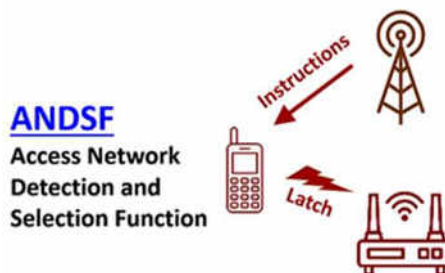 ANDSF
Access Network
Detection and
Selection Function
Instructions
Latch